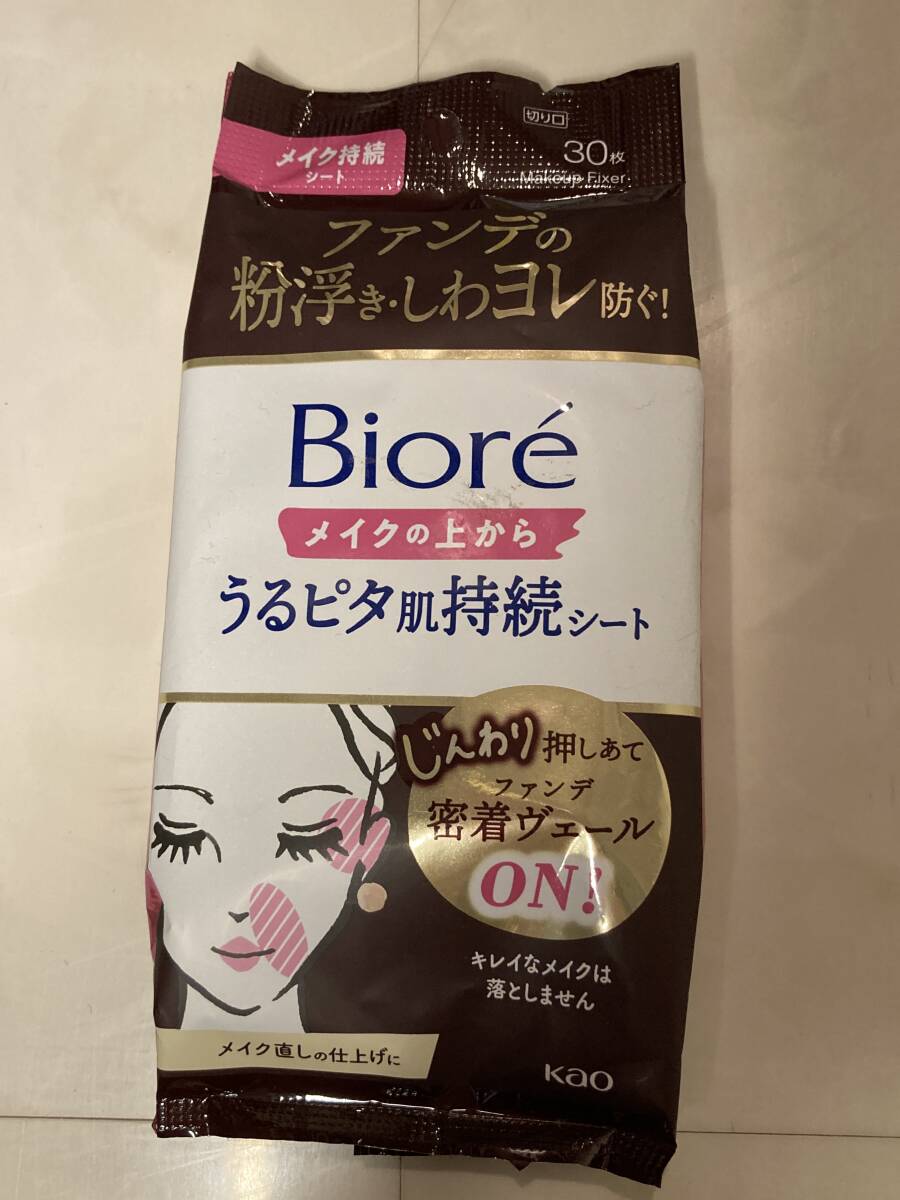 切り口
メイク持続
シート
30枚
Makeup Fixer
ファンデの
粉浮き・しわヨレ防ぐ!
Bioré
メイクの上から
うるピタ肌持続シート
じんわり押しあて
ファンデ
密着ヴェール
ON!
キレイなメイクは
落としません
メイク直しの仕上げに
Kao